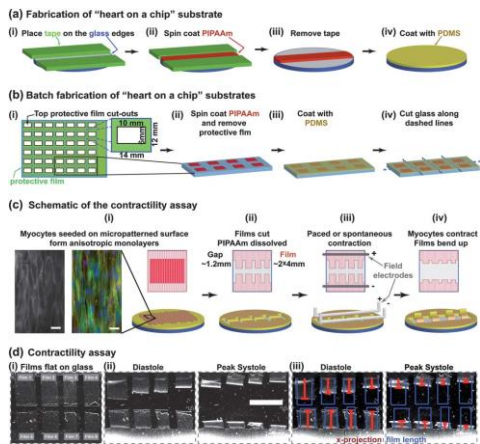 (a) Fabrication of "heart on a chip" substrate
(i) Place tape on the glass edges
(ii) Spin coat PIPAAm
(iii) Remove tape
(iv) Coat with PDMS
(b) Batch fabrication of "heart on a chip" substrates
(i) Top protective film cut-outs
10 mm
6mm
12 mm
14 mm
protective film
(ii) Spin coat PIPAAm
and remove
protective flm
(iii) Coat with
PDMS
(iv) Cut glass along
dashed lines
(c) Schematic of the contractility assay
(i)
Myocytes seeded on micropatterned surface
form anisotropic monolayers
(ii)
Films cut
PIPAAm dissolved
Gap
~1.2mm
Film
~2*4mm
(iii)
Paced or spontaneous
contraction
+
-
Field
electrodes
+
-
(iv)
Myocytes contract
Films bend up
(d) Contractility assay
(i) Films flat on glass
(ii) Diastole
Peak Systole
(iii) Diastole
Peak Systole
x-projection film length